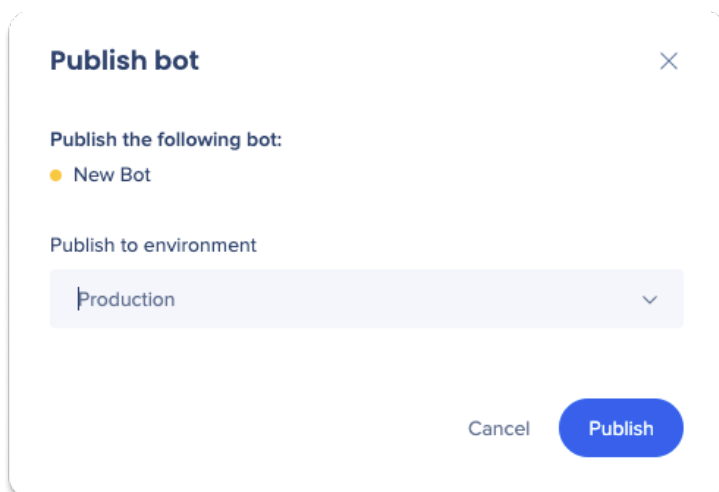 Publish bot
Publish the following bot:
New Bot
Publish to environment
Production
Cancel
Publish